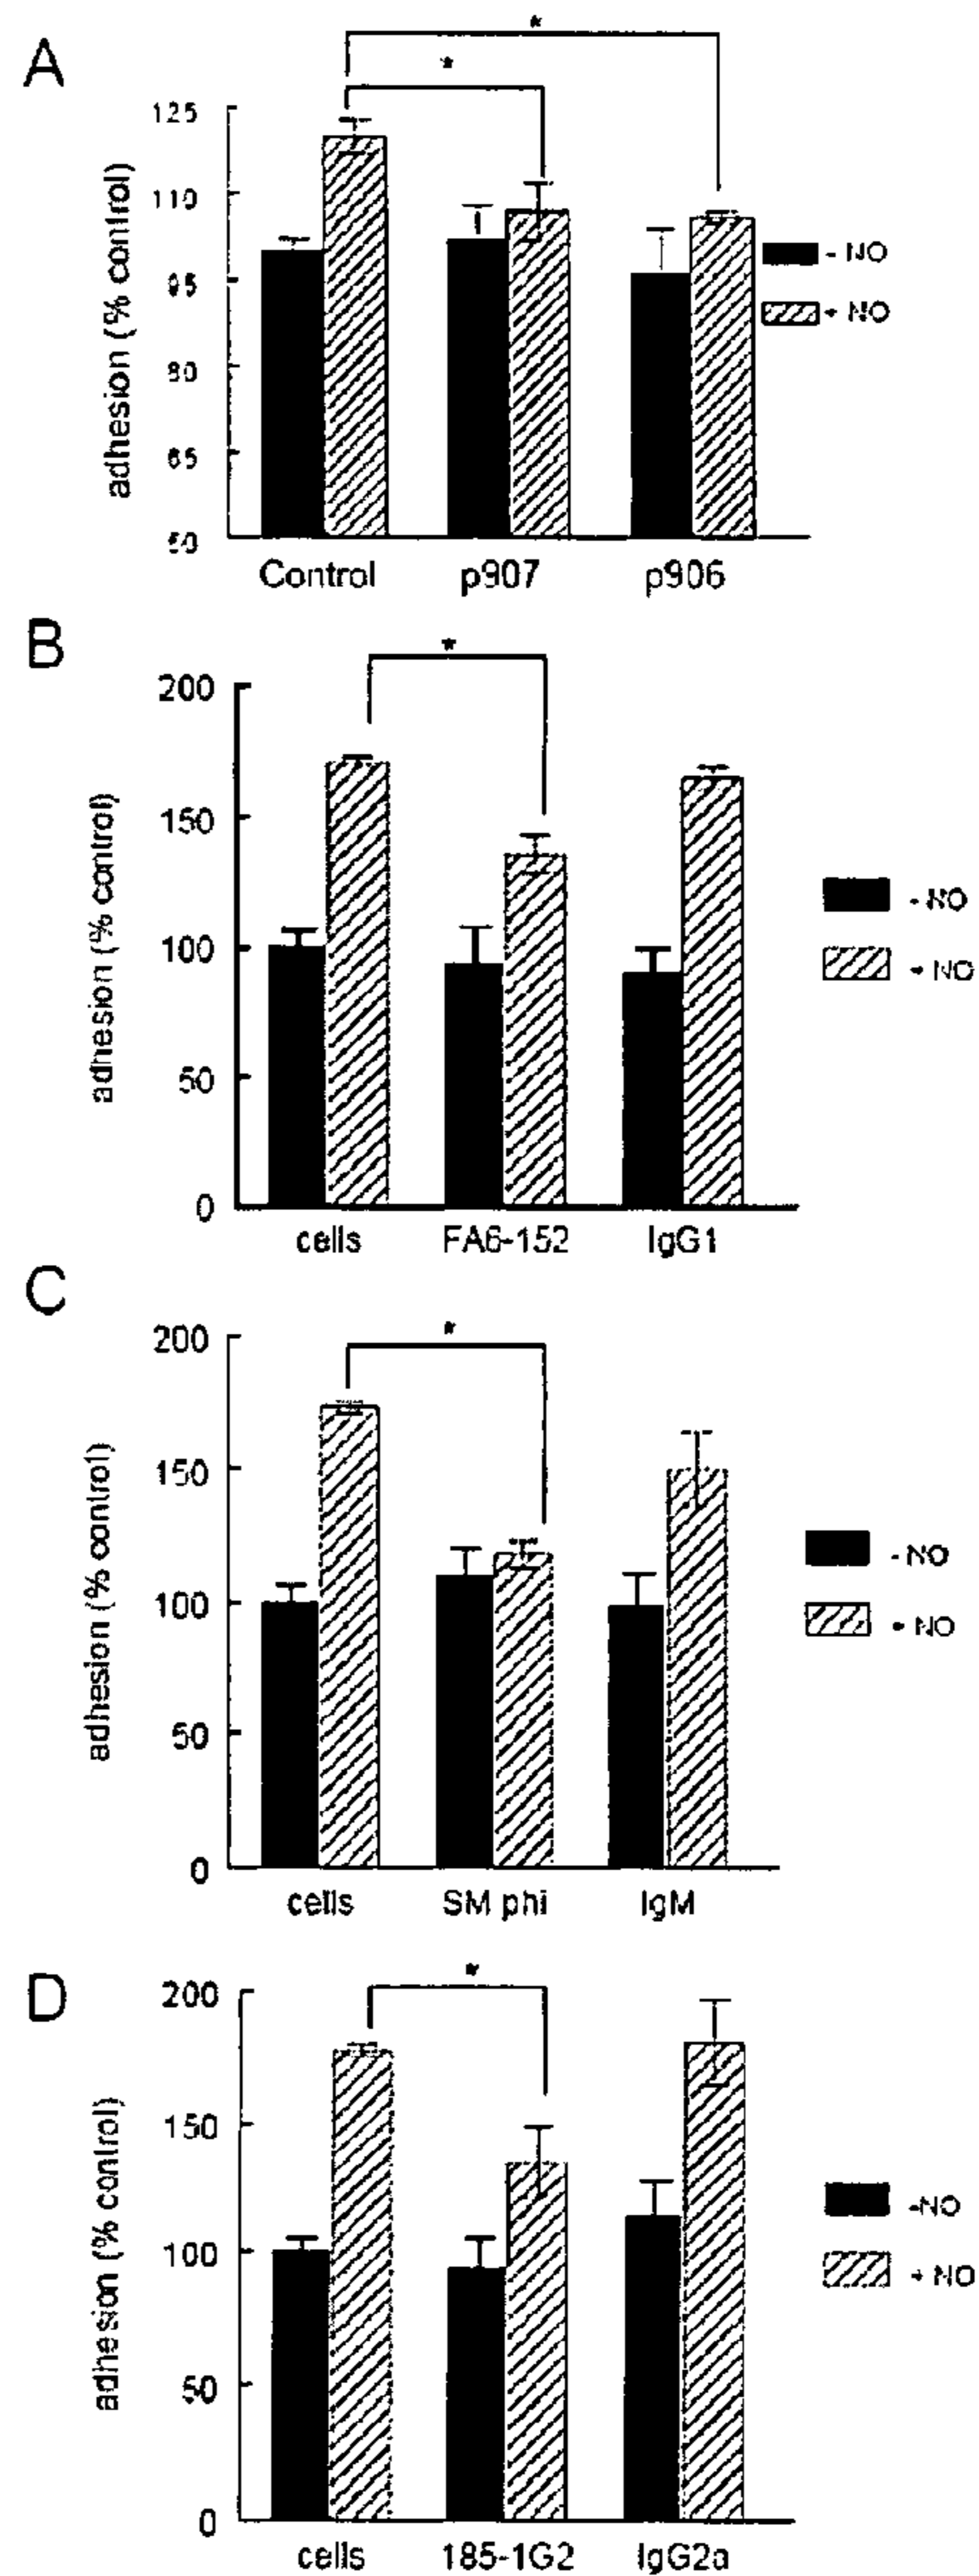 A
*
*
125
110
95
80
65
50
adhesion (% control)
- NO
+ NO
Control p907 p906
B
*
200
150
100
50
0
adhesion (% control)
- NO
+ NO
cells FA6-152 IgG1
C
*
200
150
100
50
0
adhesion (% control)
- NO
+ NO
cells SM phi IgM
D
*
200
150
100
50
0
adhesion (% control)
-NO
+ NO
cells 185-1G2 IgG2a